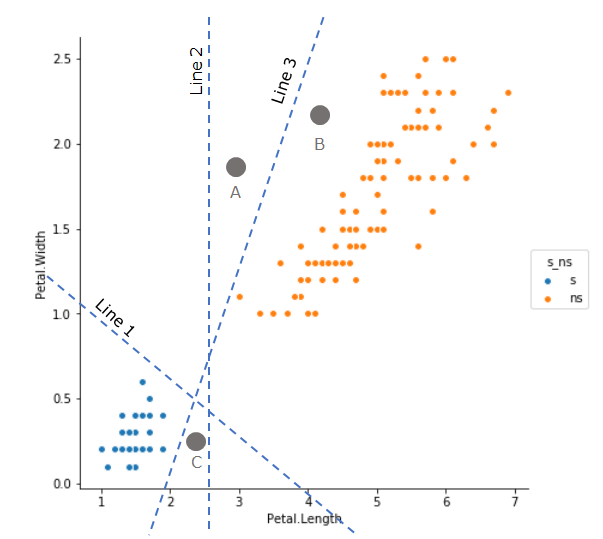 Line 2
Line 3
2.5
B
2.0
A
1.5
s_ns
s
ns
Petal.Width
Line 1
1.0
0.5
C
0.0
1 2 3 4 5 6 7
Petal.Length